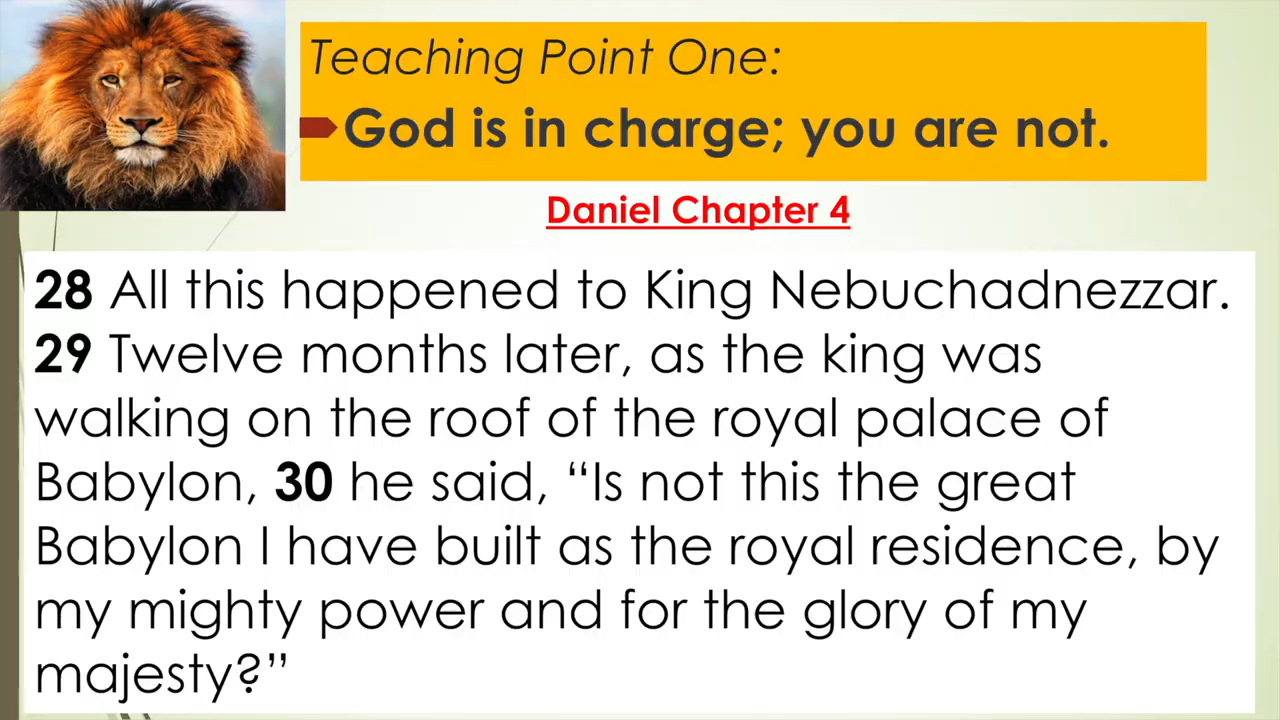 Teaching Point One:
God is in charge; you are not.
Daniel Chapter 4
28 All this happened to King Nebuchadnezzar.
29 Twelve months later, as the king was
walking on the roof of the royal palace of
Babylon, 30 he said, “Is not this the great
Babylon I have built as the royal residence, by
my mighty power and for the glory of my
majesty?”